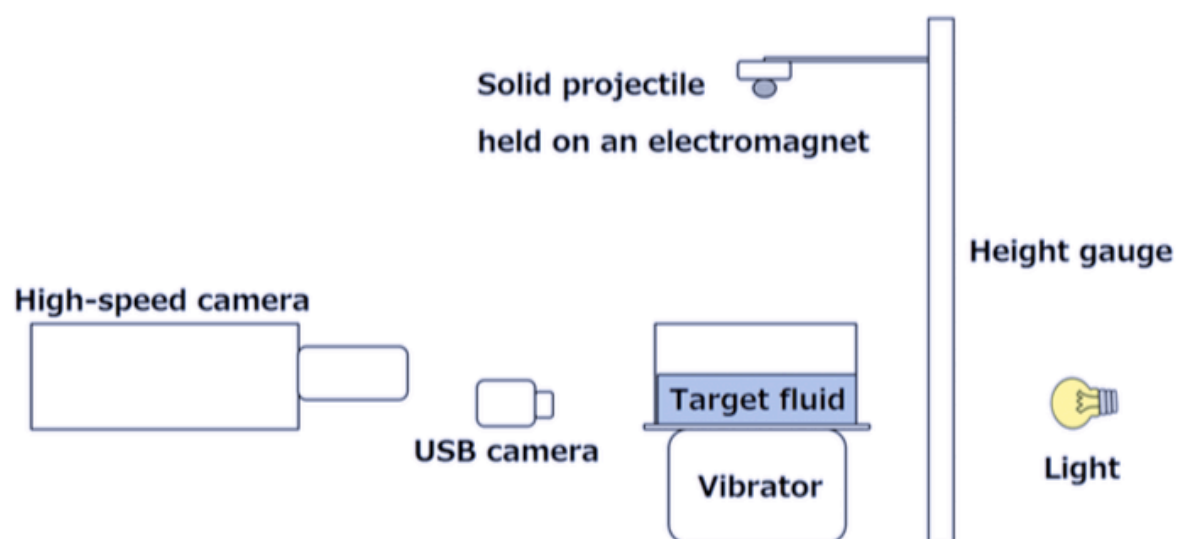 Solid projectile
held on an electromagnet
Height gauge
High-speed camera
Target fluid
USB camera
Light
Vibrator